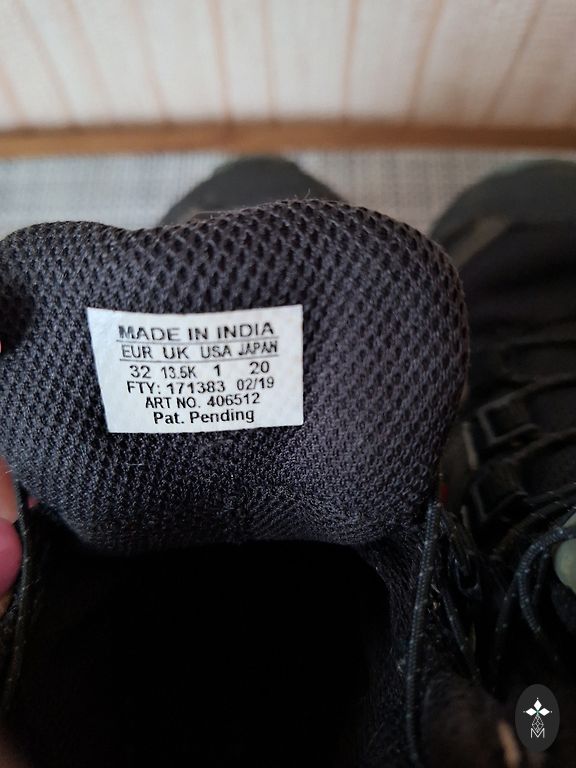 MADE IN INDIA
EUR UK USA JAPAN
32 13.5K 1 20
FTY: 171383 02/19
ART NO. 406512
Pat. Pending
M